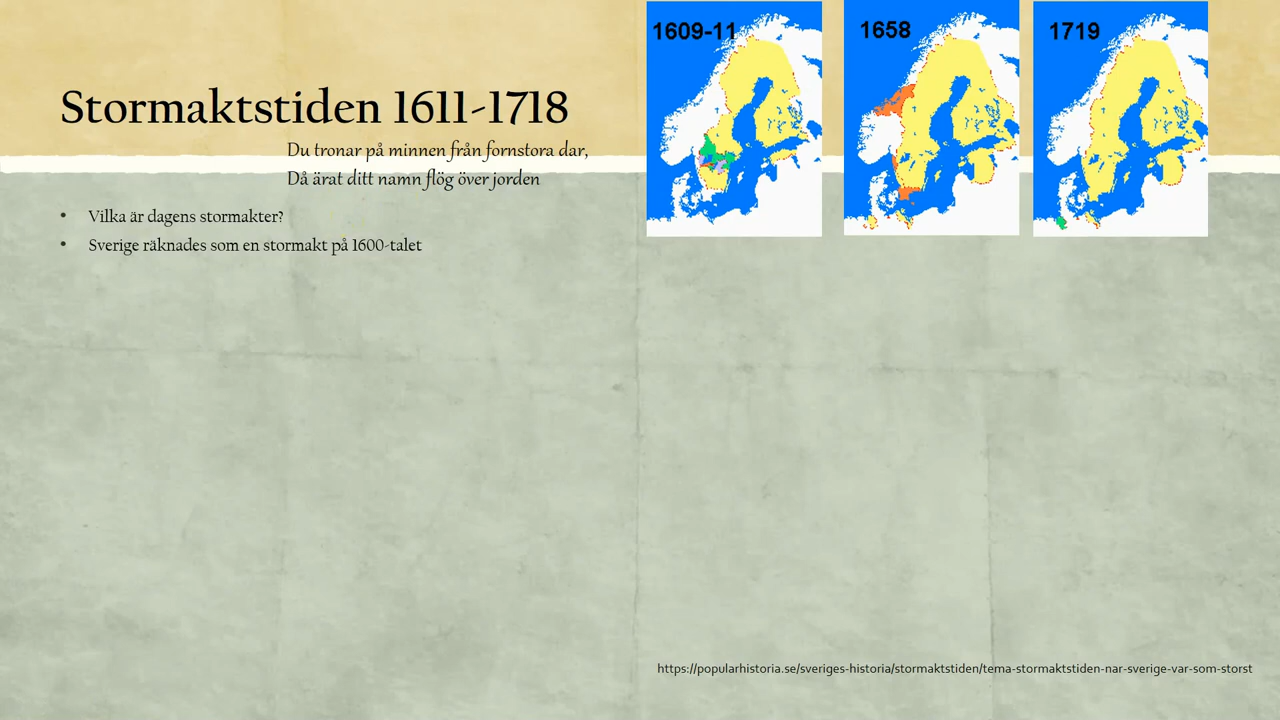 Stormaktstiden 1611-1718
Du tronar på minnen från fornstora dar,
Då ärat ditt namn flög över jorden
• Vilka är dagens stormakter?
• Sverige räknades som en stormakt på 1600-talet
1609-11
1658
1719
https://popularhistoria.se/sveriges-historia/stormaktstiden/tema-stormaktstiden-nar-sverige-var-som-storst